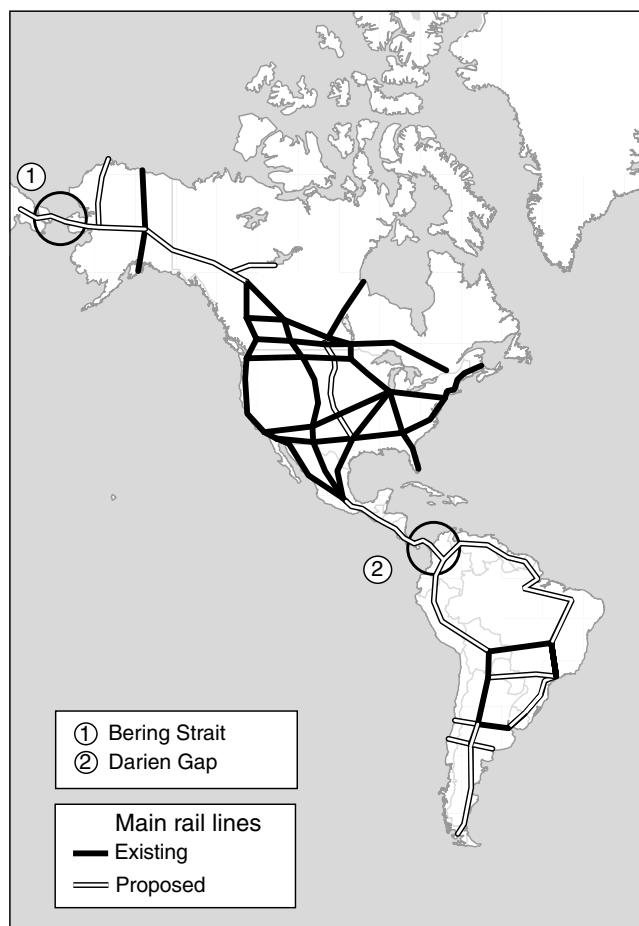 1
2
1 Bering Strait
2 Darien Gap
Main rail lines
Existing
Proposed